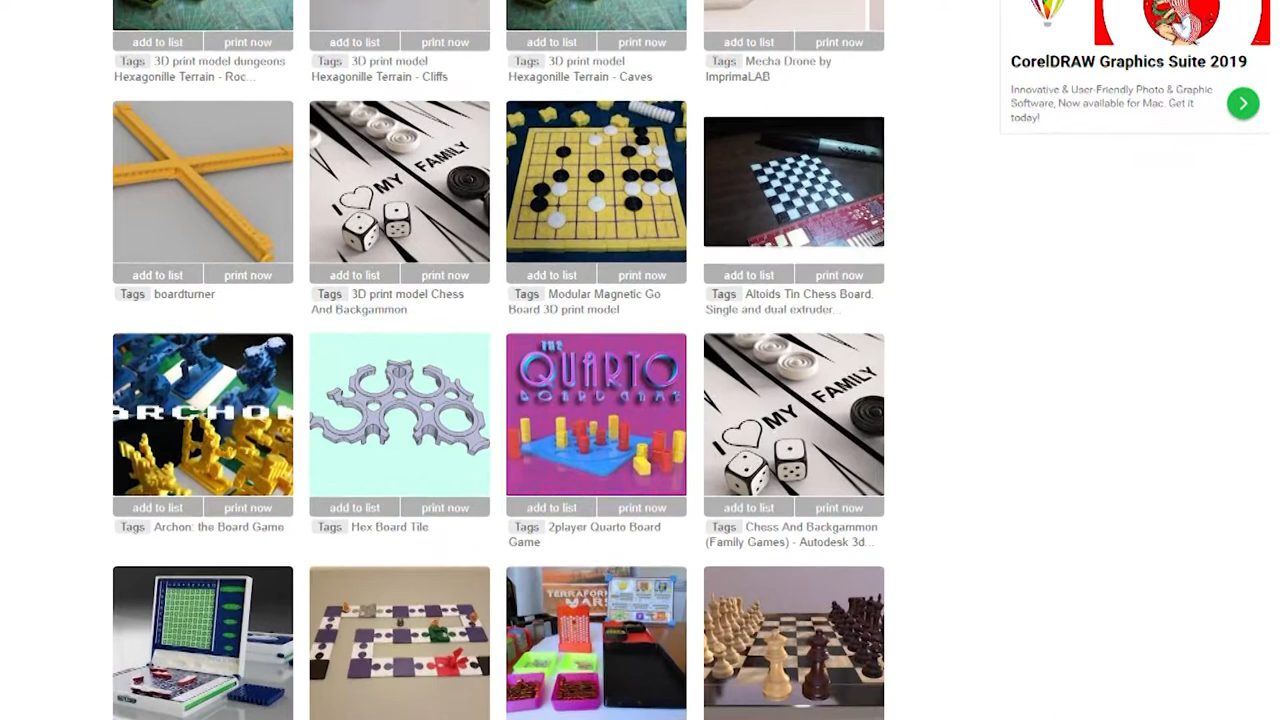 add to list print now add to list print now add to list print now add to list print now
Tags 3D print model dungeons
Hexagonille Terrain - Roc...
Tags 3D print model
Hexagonille Terrain - Cliffs
Tags 3D print model
Hexagonille Terrain - Caves
Tags Mecha Drone by
ImprimaLAB
CorelDRAW Graphics Suite 2019
Innovative & User-Friendly Photo & Graphic
Software, Now available for Mac. Get it
today!
I MY FAMILY
add to list print now add to list print now add to list print now add to list print now
Tags boardturner
Tags 3D print model Chess
And Backgammon
Tags Modular Magnetic Go
Board 3D print model
Tags Altoids Tin Chess Board.
Single and dual extruder...
ARCHON
THE
QUARTO
BOARD GAME
I MY FAMILY
add to list print now add to list print now add to list print now add to list print now
Tags Archon: the Board Game
Tags Hex Board Tile
Tags 2player Quarto Board
Game
Tags Chess And Backgammon
(Family Games) - Autodesk 3d...
TERRAFORMING
MARS